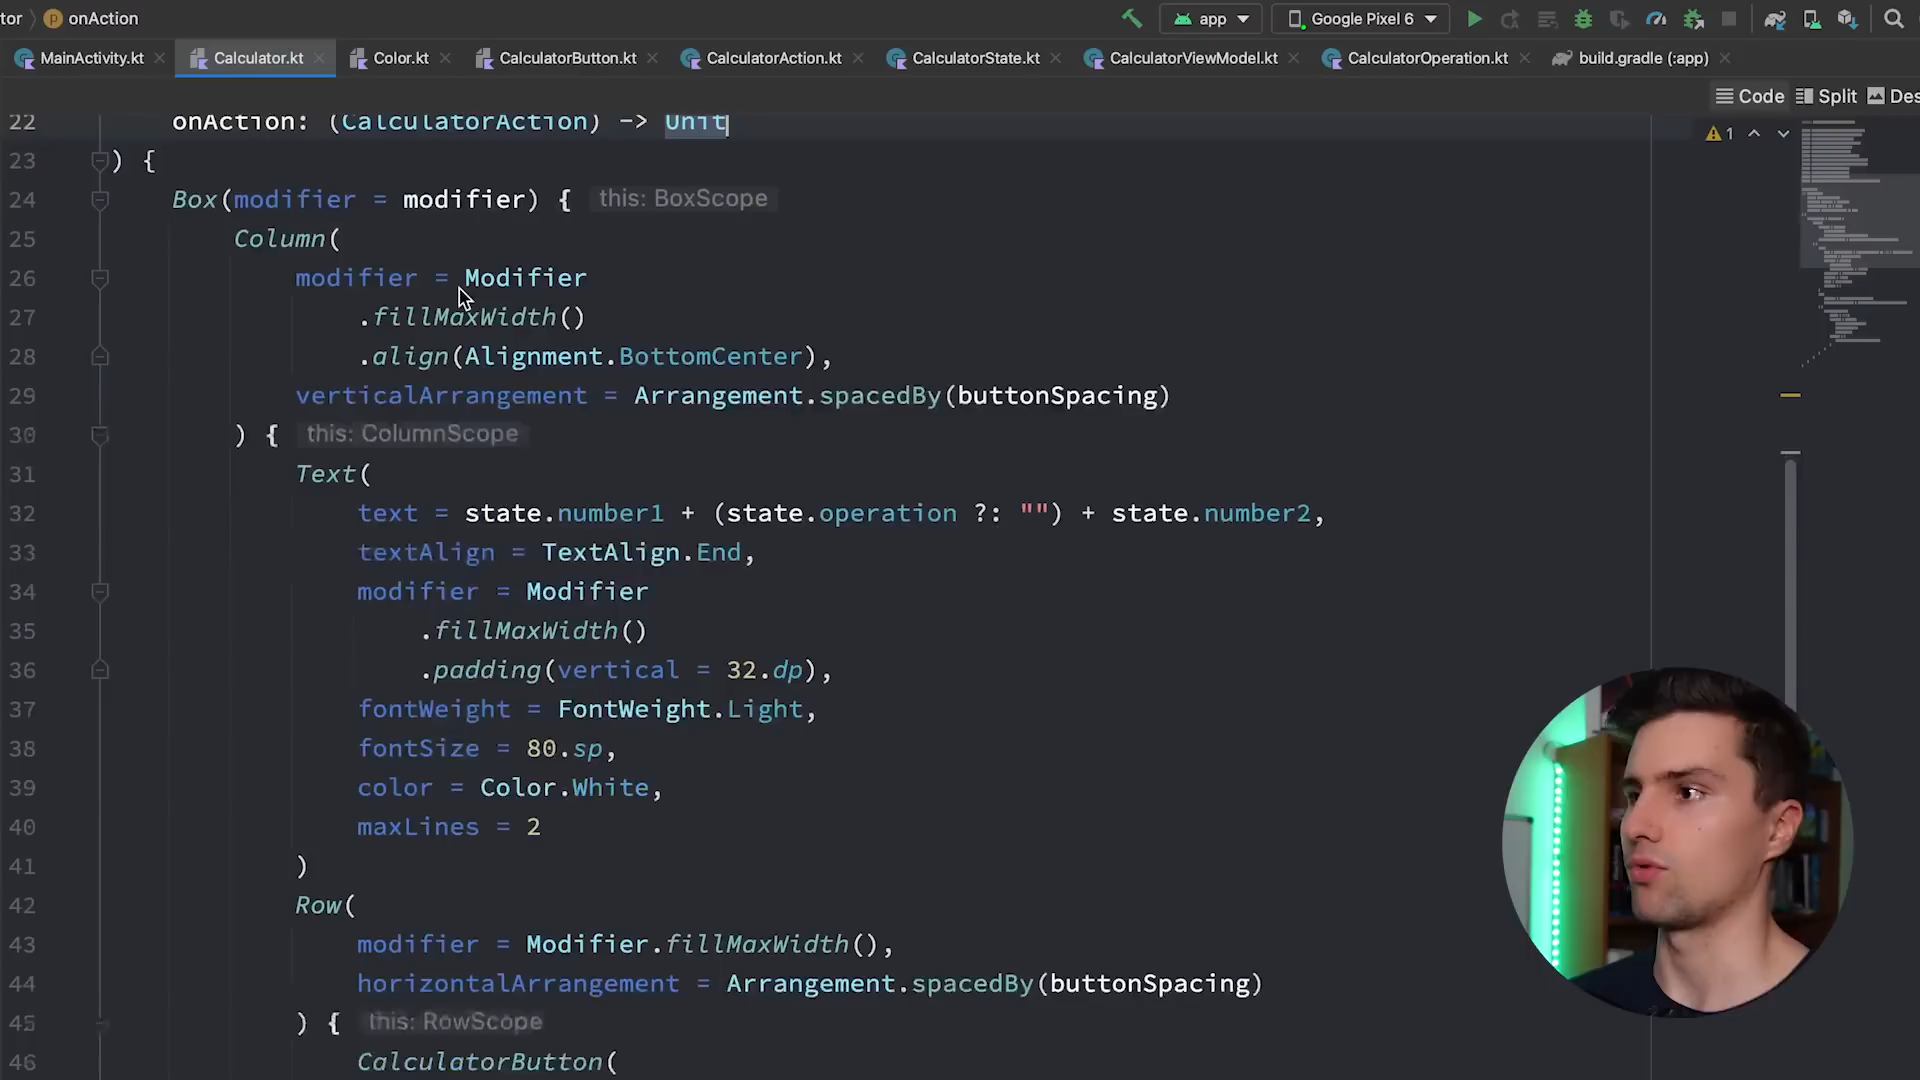 tor onAction app Google Pixel 6
MainActivity.kt Calculator.kt Color.kt CalculatorButton.kt CalculatorAction.kt CalculatorState.kt CalculatorViewModel.kt CalculatorOperation.kt build.gradle (:app)
Code Split Des
22 onAction: (CalculatorAction) -> Unit
1
23 ) {
24 Box(modifier = modifier) { this: BoxScope
25 Column(
26 modifier = Modifier
27 .fillMaxWidth()
28 .align(Alignment.BottomCenter),
29 verticalArrangement = Arrangement.spacedBy(buttonSpacing)
30 ) { this: ColumnScope
31 Text(
32 text = state.number1 + (state.operation ?: "") + state.number2,
33 textAlign = TextAlign.End,
34 modifier = Modifier
35 .fillMaxWidth()
36 .padding(vertical = 32.dp),
37 fontWeight = FontWeight.Light,
38 fontSize = 80.sp,
39 color = Color.White,
40 maxLines = 2
41 )
42 Row(
43 modifier = Modifier.fillMaxWidth(),
44 horizontalArrangement = Arrangement.spacedBy(buttonSpacing)
45 ) { this: RowScope
46 CalculatorButton(